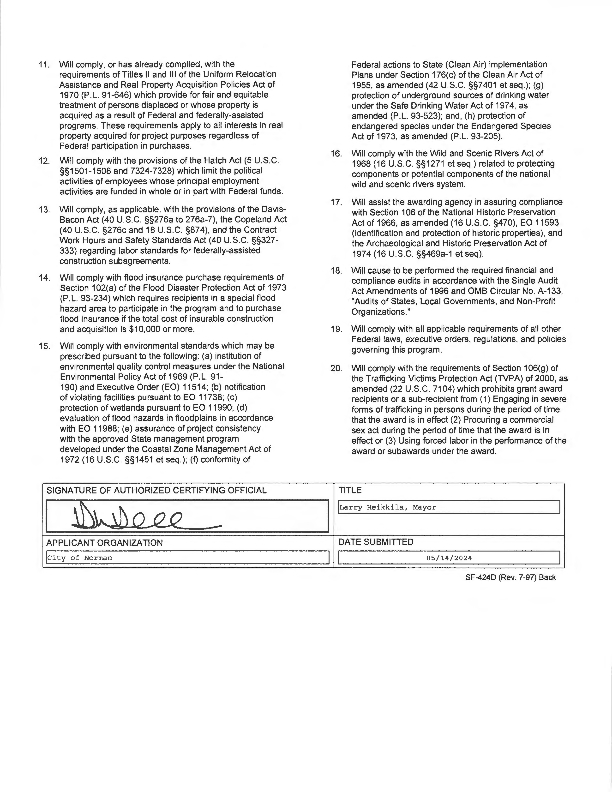 11. Will comply, or has already complied, with the
requirements of Titles II and III of the Uniform Relocation
Assistance and Real Property Acquisition Policies Act of
1970 (P.L. 91-646) which provide for fair and equitable
treatment of persons displaced or whose property is
acquired as a result of Federal and federally-assisted
programs. These requirements apply to all interests in real
property acquired for project purposes regardless of
Federal participation in purchases.
12. Will comply with the provisions of the Hatch Act (5 U.S.C.
§§1501-1508 and 7324-7328) which limit the political
activities of employees whose principal employment
activities are funded in whole or in part with Federal funds.
13. Will comply, as applicable, with the provisions of the Davis-
Bacon Act (40 U.S.C. §§276a to 276a-7), the Copeland Act
(40 U.S.C. §276c and 18 U.S.C. §874), and the Contract
Work Hours and Safety Standards Act (40 U.S.C. §§327-
333) regarding labor standards for federally-assisted
construction subagreements.
14. Will comply with flood insurance purchase requirements of
Section 102(a) of the Flood Disaster Protection Act of 1973
(P.L. 93-234) which requires recipients in a special flood
hazard area to participate in the program and to purchase
flood insurance if the total cost of insurable construction
and acquisition is $10,000 or more.
15. Will comply with environmental standards which may be
prescribed pursuant to the following: (a) institution of
environmental quality control measures under the National
Environmental Policy Act of 1969 (P.L. 91-
190) and Executive Order (EO) 11514; (b) notification
of violating facilities pursuant to EO 11738; (c)
protection of wetlands pursuant to EO 11990; (d)
evaluation of flood hazards in floodplains in accordance
with EO 11988; (e) assurance of project consistency
with the approved State management program
developed under the Coastal Zone Management Act of
1972 (16 U.S.C. §§1451 et seq.); (f) conformity of
Federal actions to State (Clean Air) Implementation
Plans under Section 176(c) of the Clean Air Act of
1955, as amended (42 U.S.C. §§7401 et seq.); (g)
protection of underground sources of drinking water
under the Safe Drinking Water Act of 1974, as
amended (P.L. 93-523); and, (h) protection of
endangered species under the Endangered Species
Act of 1973, as amended (P.L. 93-205).
16. Will comply with the Wild and Scenic Rivers Act of
1968 (16 U.S.C. §§1271 et seq.) related to protecting
components or potential components of the national
wild and scenic rivers system.
17. Will assist the awarding agency in assuring compliance
with Section 106 of the National Historic Preservation
Act of 1966, as amended (16 U.S.C. §470), EO 11593
(identification and protection of historic properties), and
the Archaeological and Historic Preservation Act of
1974 (16 U.S.C. §§469a-1 et seq).
18. Will cause to be performed the required financial and
compliance audits in accordance with the Single Audit
Act Amendments of 1996 and OMB Circular No. A-133,
"Audits of States, Local Governments, and Non-Profit
Organizations."
19. Will comply with all applicable requirements of all other
Federal laws, executive orders, regulations, and policies
governing this program.
20. Will comply with the requirements of Section 106(g) of
the Trafficking Victims Protection Act (TVPA) of 2000, as
amended (22 U.S.C. 7104) which prohibits grant award
recipients or a sub-recipient from (1) Engaging in severe
forms of trafficking in persons during the period of time
that the award is in effect (2) Procuring a commercial
sex act during the period of time that the award is in
effect or (3) Using forced labor in the performance of the
award or subawards under the award.
SIGNATURE OF AUTHORIZED CERTIFYING OFFICIAL
TITLE
Larry Heikkila, Mayor
APPLICANT ORGANIZATION
DATE SUBMITTED
City of Norman
05/14/2024
SF-424D (Rev. 7-97) Back